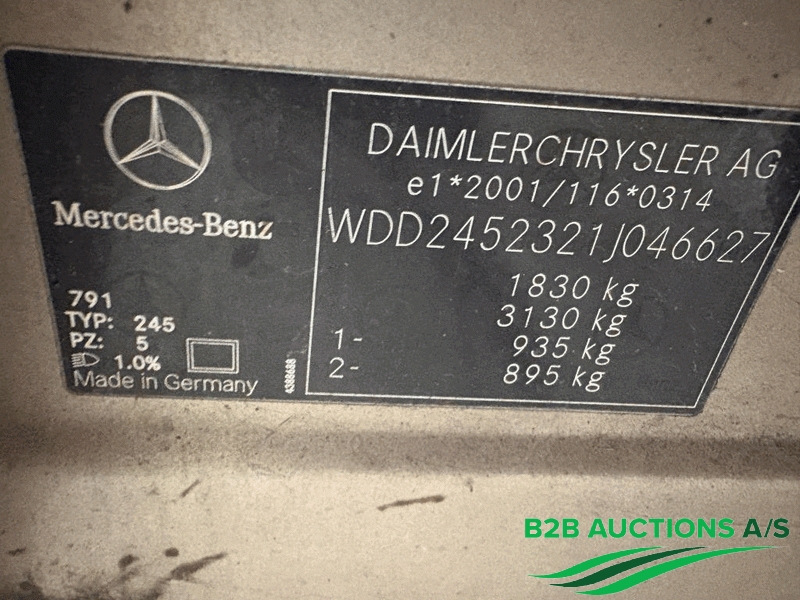 Mercedes-Benz
791
TYP: 245
PZ: 5
1.0%
Made in Germany
4388688
DAIMLERCHRYSLER AG
e1*2001/116*0314
WDD2452321J046627
1830 kg
3130 kg
1- 935 kg
2- 895 kg
B2B AUCTIONS A/S